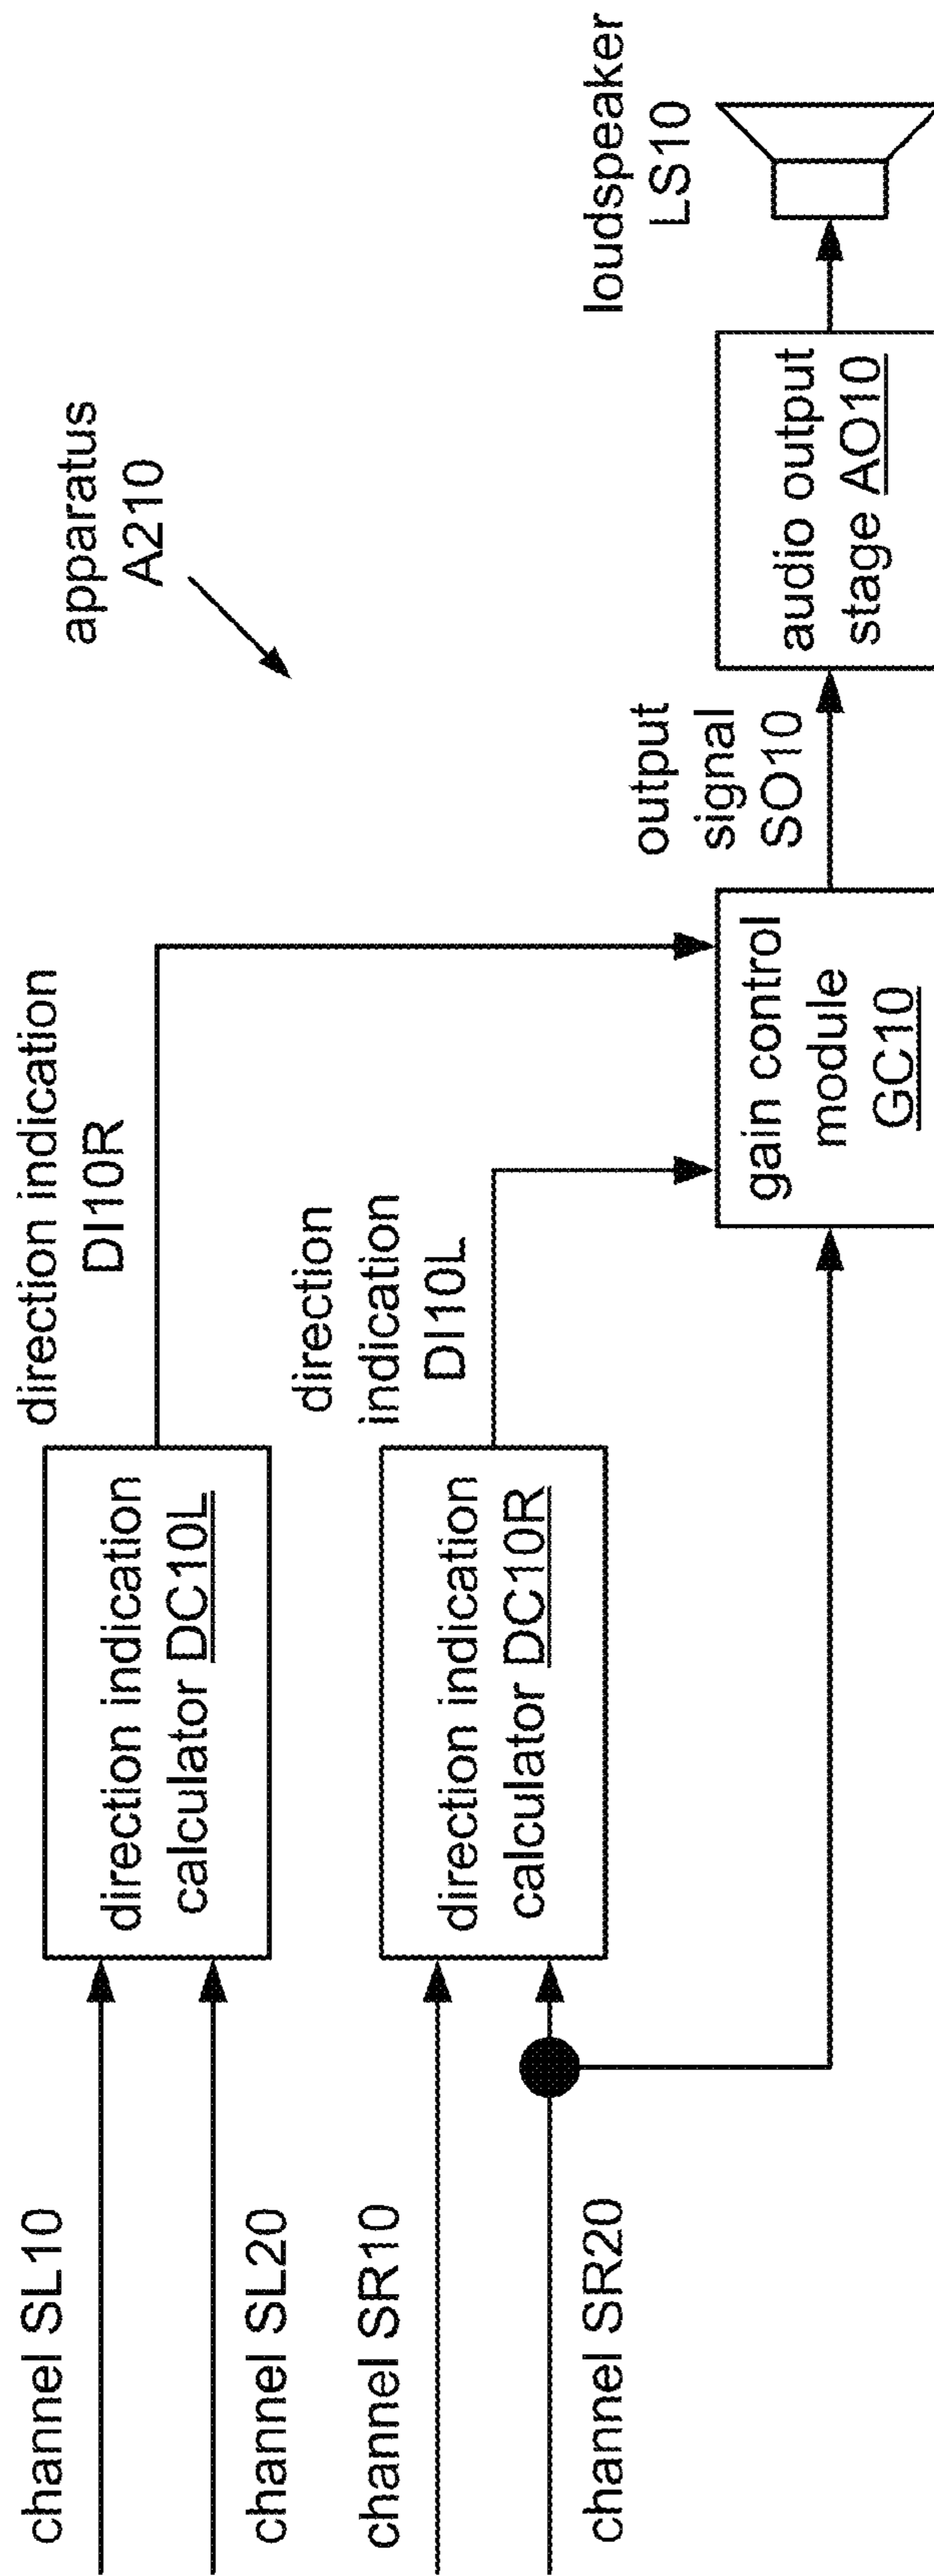 apparatus
A210
channel SL10
channel SL20
direction indication
calculator DC10L
direction indication
DI10R
channel SR10
channel SR20
direction indication
calculator DC10R
direction
indication
DI10L
gain control
module
GC10
output
signal
SO10
audio output
stage AO10
loudspeaker
LS10